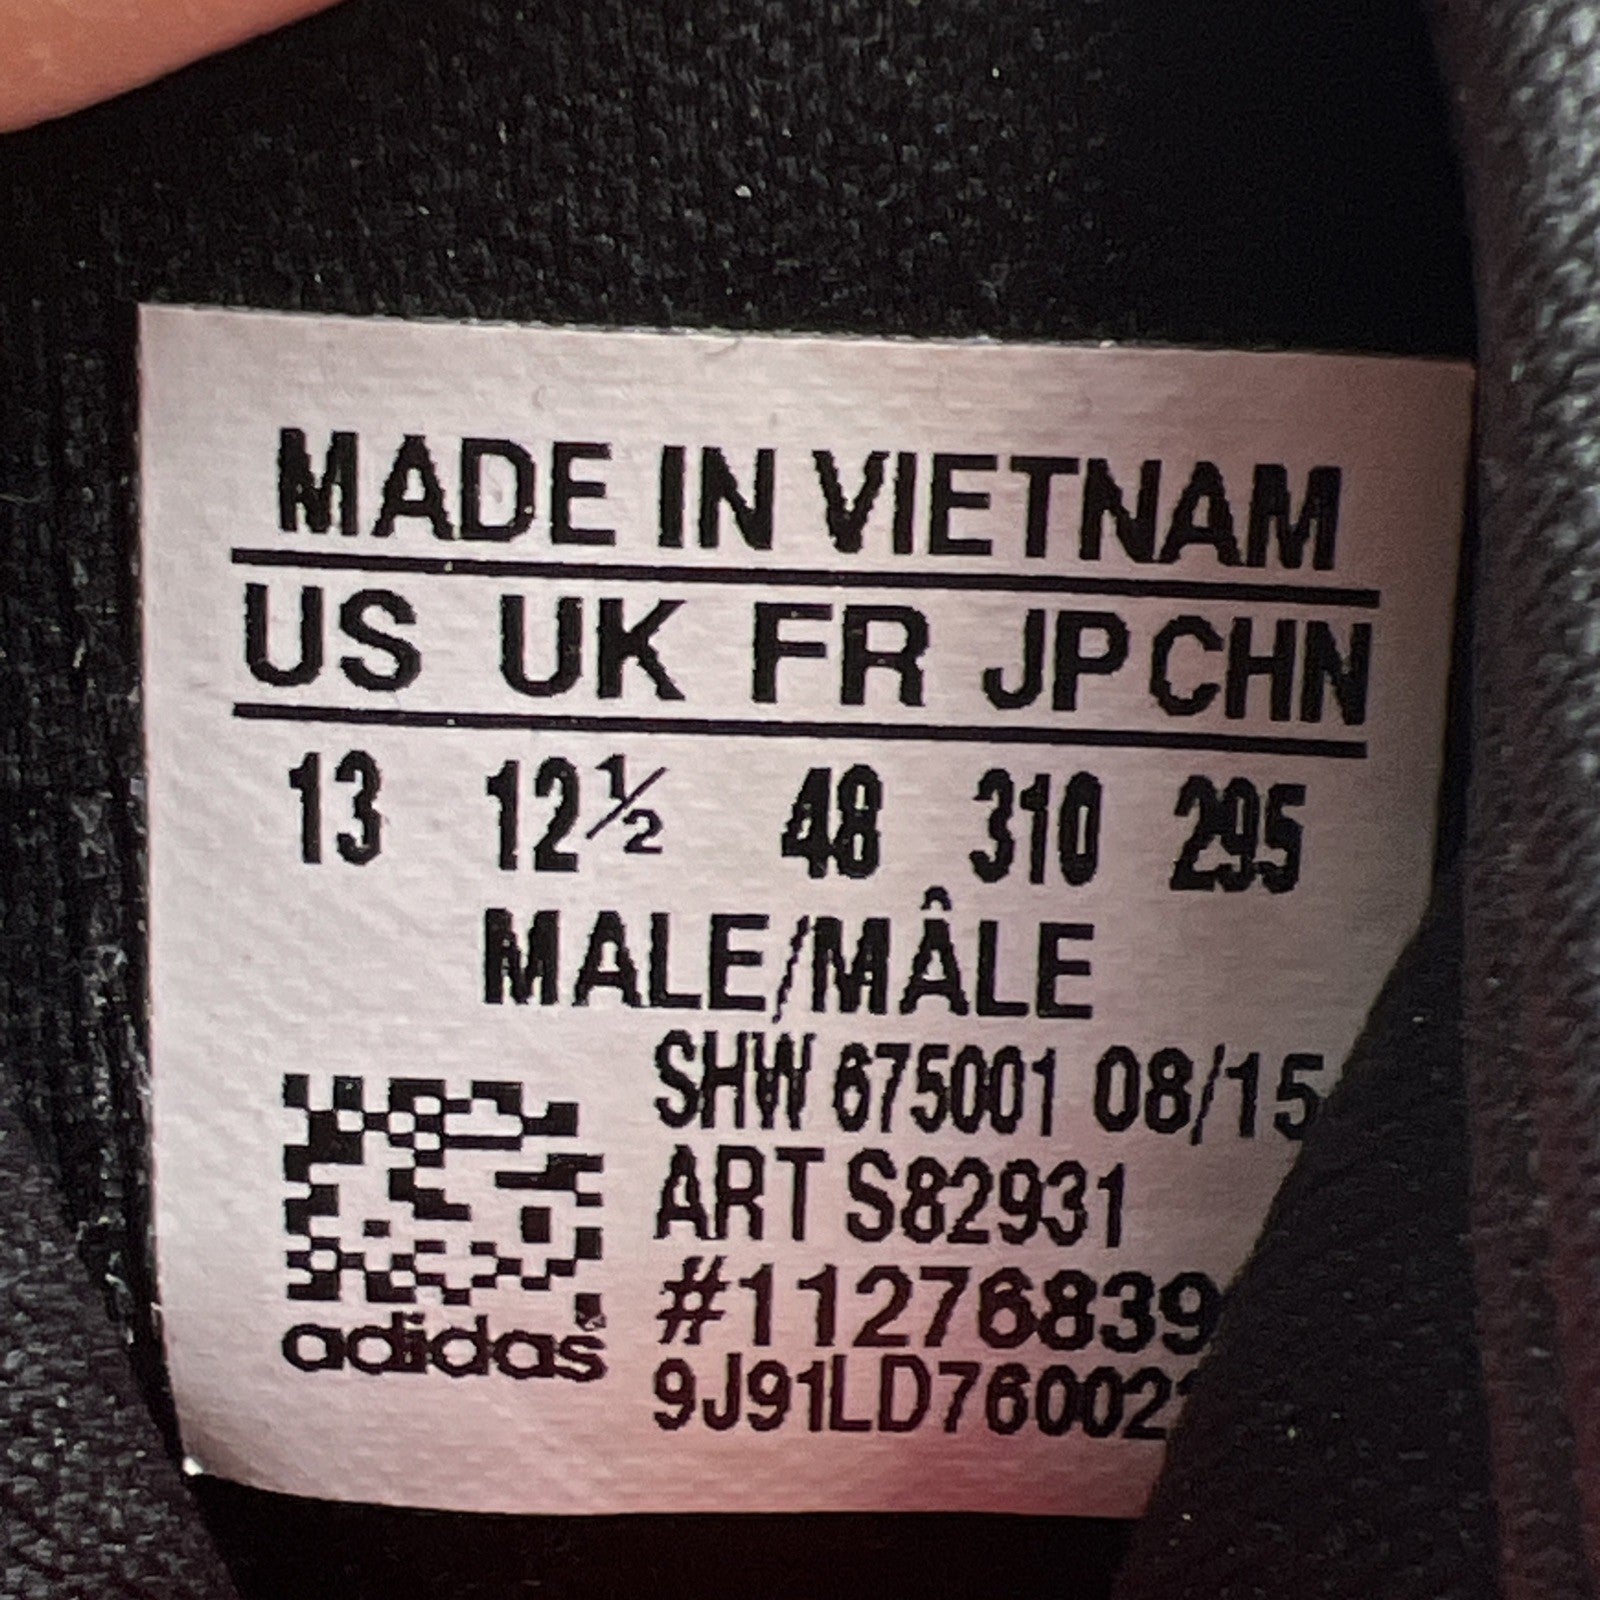 MADE IN VIETNAM
US UK FR JP CHN
13 12½ 48 310 295
MALE/MÂLE
SHW 675001 08/15
ART S82931
#11276839
adidas